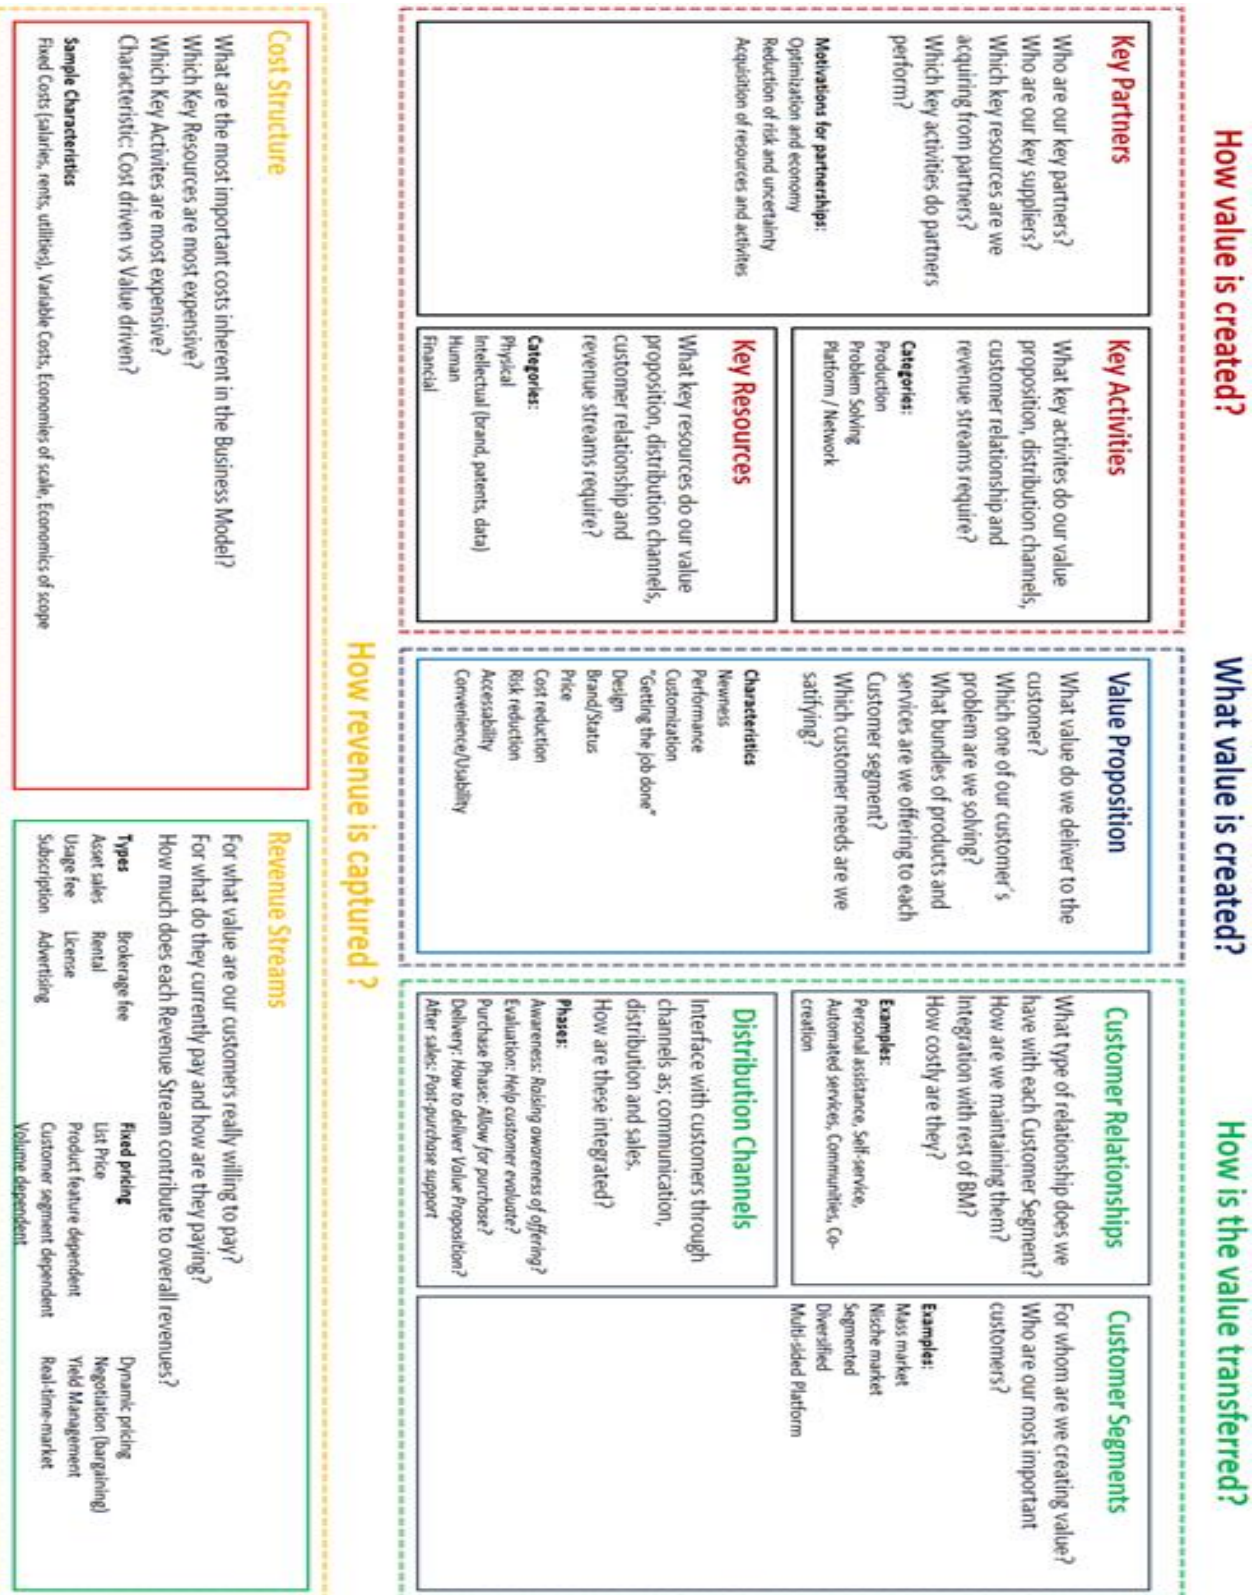 How value is created?
What value is created?
How is the value transferred?
Key Partners
Who are our key partners?
Who are our key suppliers?
Which key resources are we
acquiring from partners?
Which key activities do partners
perform?
Motivations for partnerships:
Optimization and economy
Reduction of risk and uncertainty
Acquisition of resources and activites
Key Activities
What key activites do our value
proposition, distribution channels,
customer relationship and
revenue streams require?
Categories:
Production
Problem Solving
Platform / Network
Key Resources
What key resources do our value
proposition, distribution channels,
customer relationship and
revenue streams require?
Categories:
Physical
Intellectual (brand, patents, data)
Human
Financial
Value Proposition
What value do we deliver to the
customer?
Which one of our customer´s
problem are we solving?
What bundles of products and
services are we offering to each
Customer segment?
Which customer needs are we
satifying?
Characteristics
Newness
Performance
Customization
"Getting the job done"
Design
Brand/Status
Price
Cost reduction
Risk reduction
Accessability
Convenience/Usability
Customer Relationships
What type of relationship does we
have with each Customer Segment?
How are we maintaining them?
Integration with rest of BM?
How costly are they?
Examples:
Personal assistance, Self-service,
Automated services, Communities, Co-
creation
Distribution Channels
Interface with customers through
channels as; communication,
distribution and sales.
How are these integrated?
Phases:
Awareness: Raising awareness of offering?
Evaluation: Help customer evaluate?
Purchase Phase: Allow for purchase?
Delivery: How to deliver Value Proposition?
After sales: Post-purchase support
Customer Segments
For whom are we creating value?
Who are our most important
customers?
Examples:
Mass market
Nische market
Segmented
Diversified
Multi-sided Platform
How revenue is captured ?
Cost Structure
What are the most important costs inherent in the Business Model?
Which Key Resources are most expensive?
Which Key Activites are most expensive?
Characteristic: Cost driven vs Value driven?
Sample Characteristics
Fixed Costs (salaries, rents, utilities), Variable Costs, Economies of scale, Economics of scope
Revenue Streams
For what value are our customers really willing to pay?
For what do they currently pay and how are they paying?
How much does each Revenue Stream contribute to overall revenues?
Types
Asset sales
Usage fee
Subscription
Brokerage fee
Rental
License
Advertising
Fixed pricing
List Price
Product feature dependent
Customer segment dependent
Volume dependent
Dynamic pricing
Negotiation (bargaining)
Yield Management
Real-time-market